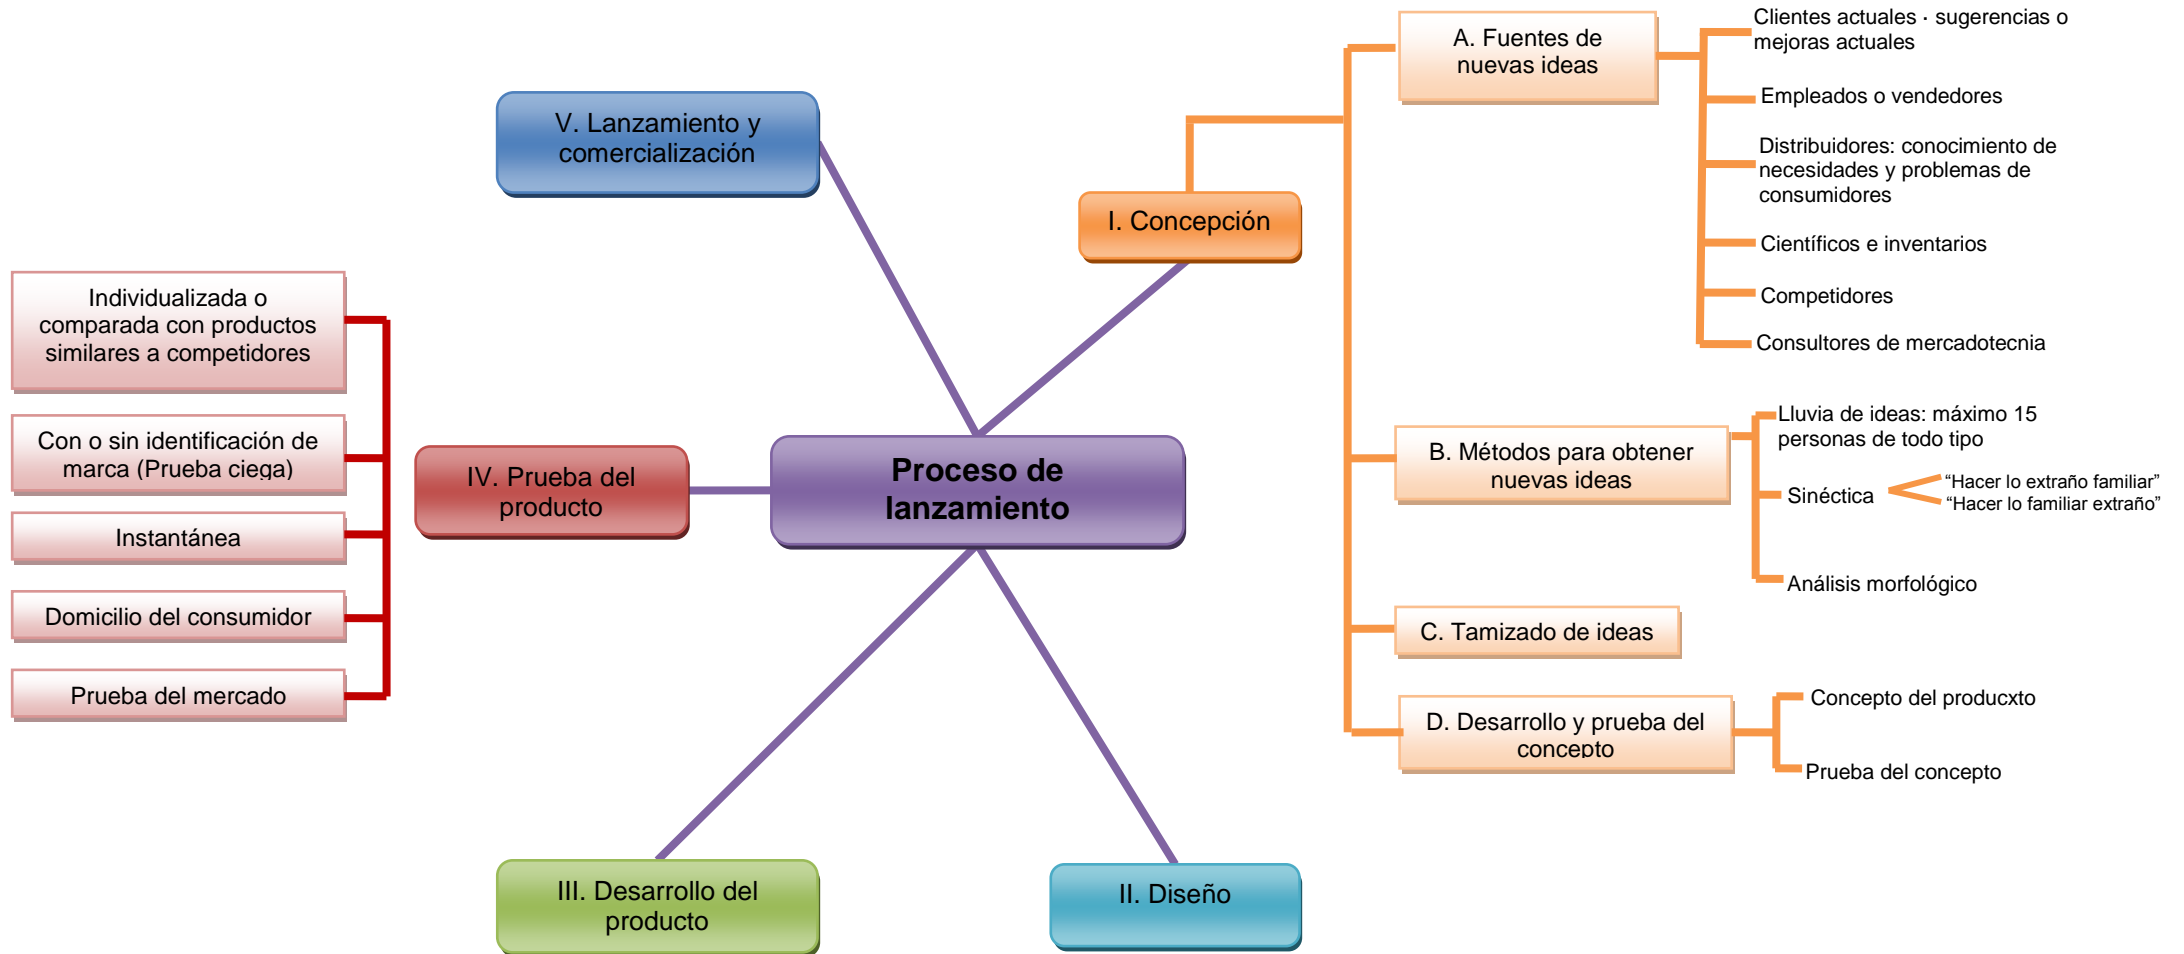 Proceso de
lanzamiento
I. Concepción
A. Fuentes de
nuevas ideas
Clientes actuales · sugerencias o
mejoras actuales
Empleados o vendedores
Distribuidores: conocimiento de
necesidades y problemas de
consumidores
Científicos e inventarios
Competidores
Consultores de mercadotecnia
B. Métodos para obtener
nuevas ideas
Lluvia de ideas: máximo 15
personas de todo tipo
Sinéctica
“Hacer lo extraño familiar”
“Hacer lo familiar extraño”
Análisis morfológico
C. Tamizado de ideas
D. Desarrollo y prueba del
concepto
Concepto del producxto
Prueba del concepto
II. Diseño
III. Desarrollo del
producto
IV. Prueba del
producto
Individualizada o
comparada con productos
similares a competidores
Con o sin identificación de
marca (Prueba ciega)
Instantánea
Domicilio del consumidor
Prueba del mercado
V. Lanzamiento y
comercialización